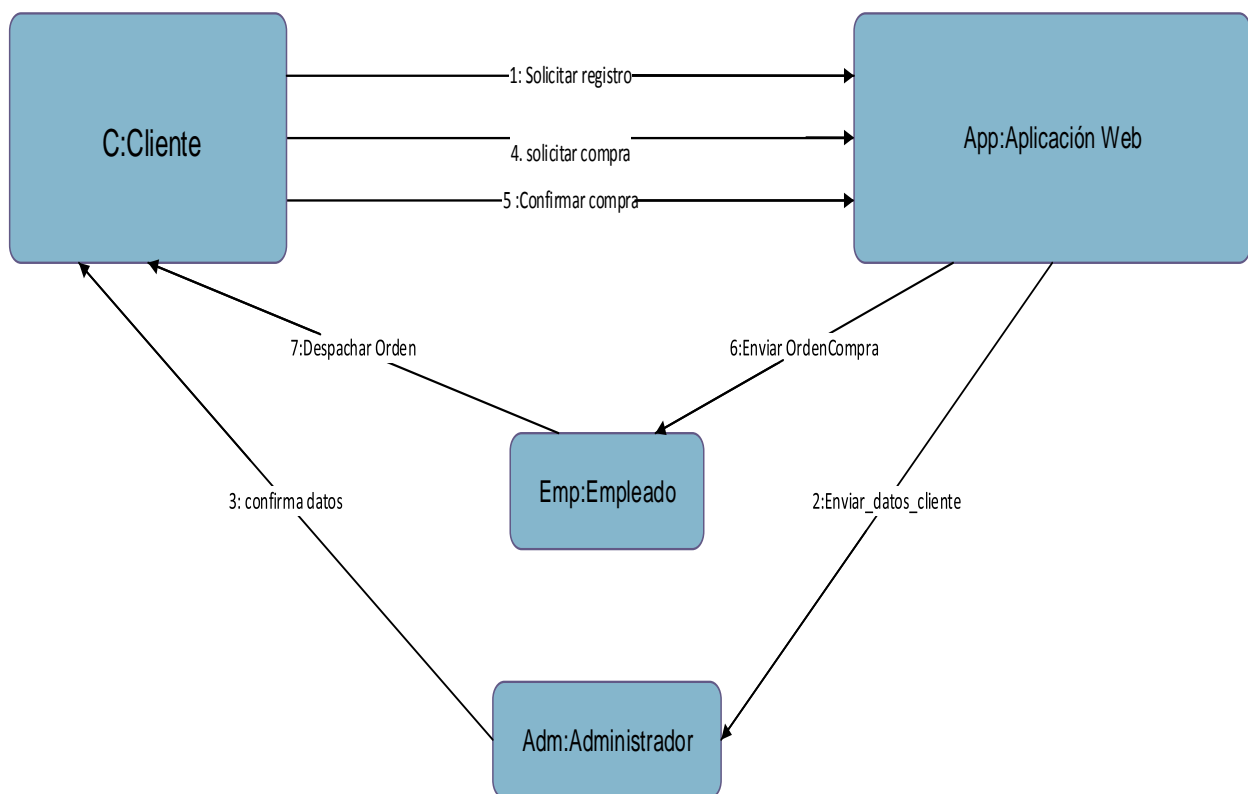 1: Solicitar registro
C:Cliente
App:Aplicación Web
4. solicitar compra
5 :Confirmar compra
7:Despachar Orden
6:Enviar OrdenCompra
Emp:Empleado
3: confirma datos
2:Enviar_datos_cliente
Adm:Administrador